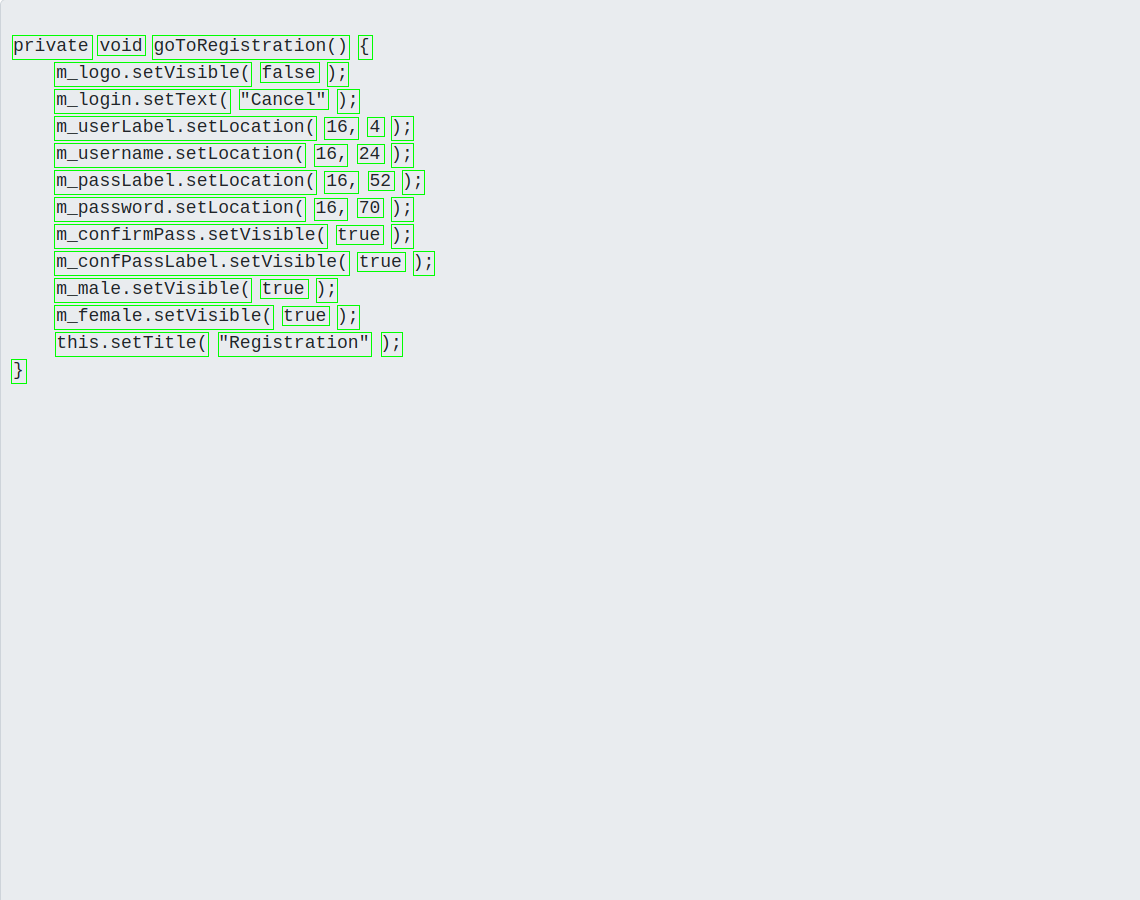 private void goToRegistration() {
    m_logo.setVisible( false );
    m_login.setText( "Cancel" );
    m_userLabel.setLocation( 16, 4 );
    m_username.setLocation( 16, 24 );
    m_passLabel.setLocation( 16, 52 );
    m_password.setLocation( 16, 70 );
    m_confirmPass.setVisible( true );
    m_confPassLabel.setVisible( true );
    m_male.setVisible( true );
    m_female.setVisible( true );
    this.setTitle( "Registration" );
}